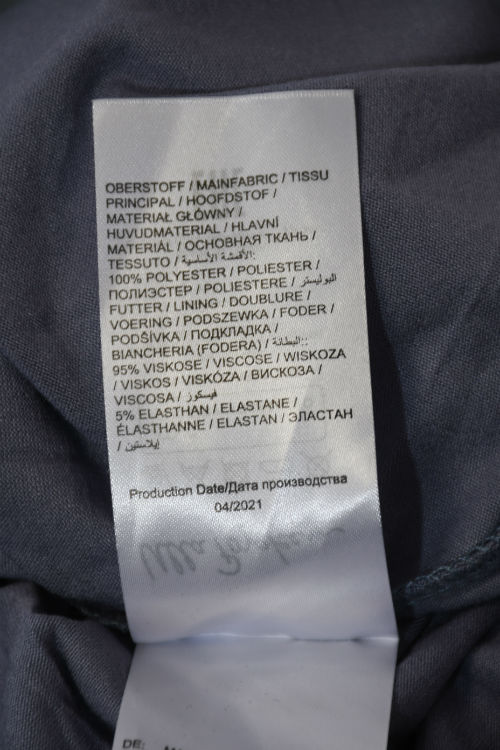 OBERSTOFF / MAINFABRIC / TISSU
PRINCIPAL / HOOFDSTOF /
MATERIAŁ GŁÓWNY /
HUVUDMATERIAL / HLAVNÍ
MATERIÁL / ОСНОВНАЯ ТКАНЬ /
TESSUTO / الأقمشة الأساسية:
100% POLYESTER / POLIESTER /
ПОЛИЭСТЕР / POLIESTERE / البوليستر
FUTTER / LINING / DOUBLURE /
VOERING / PODSZEWKA / FODER /
PODŠÍVKA / ПОДКЛАДКА /
BIANCHERIA (FODERA) / البطانة::
95% VISKOSE / VISCOSE / WISKOZA
/ VISKOS / VISKÓZA / ВИСКОЗА /
VISCOSA / فيسكوز
5% ELASTHAN / ELASTANE /
ÉLASTHANNE / ELASTAN / ЭЛАСТАН
/ إيلاستين
Production Date/Дата производства
04/2021
DE: